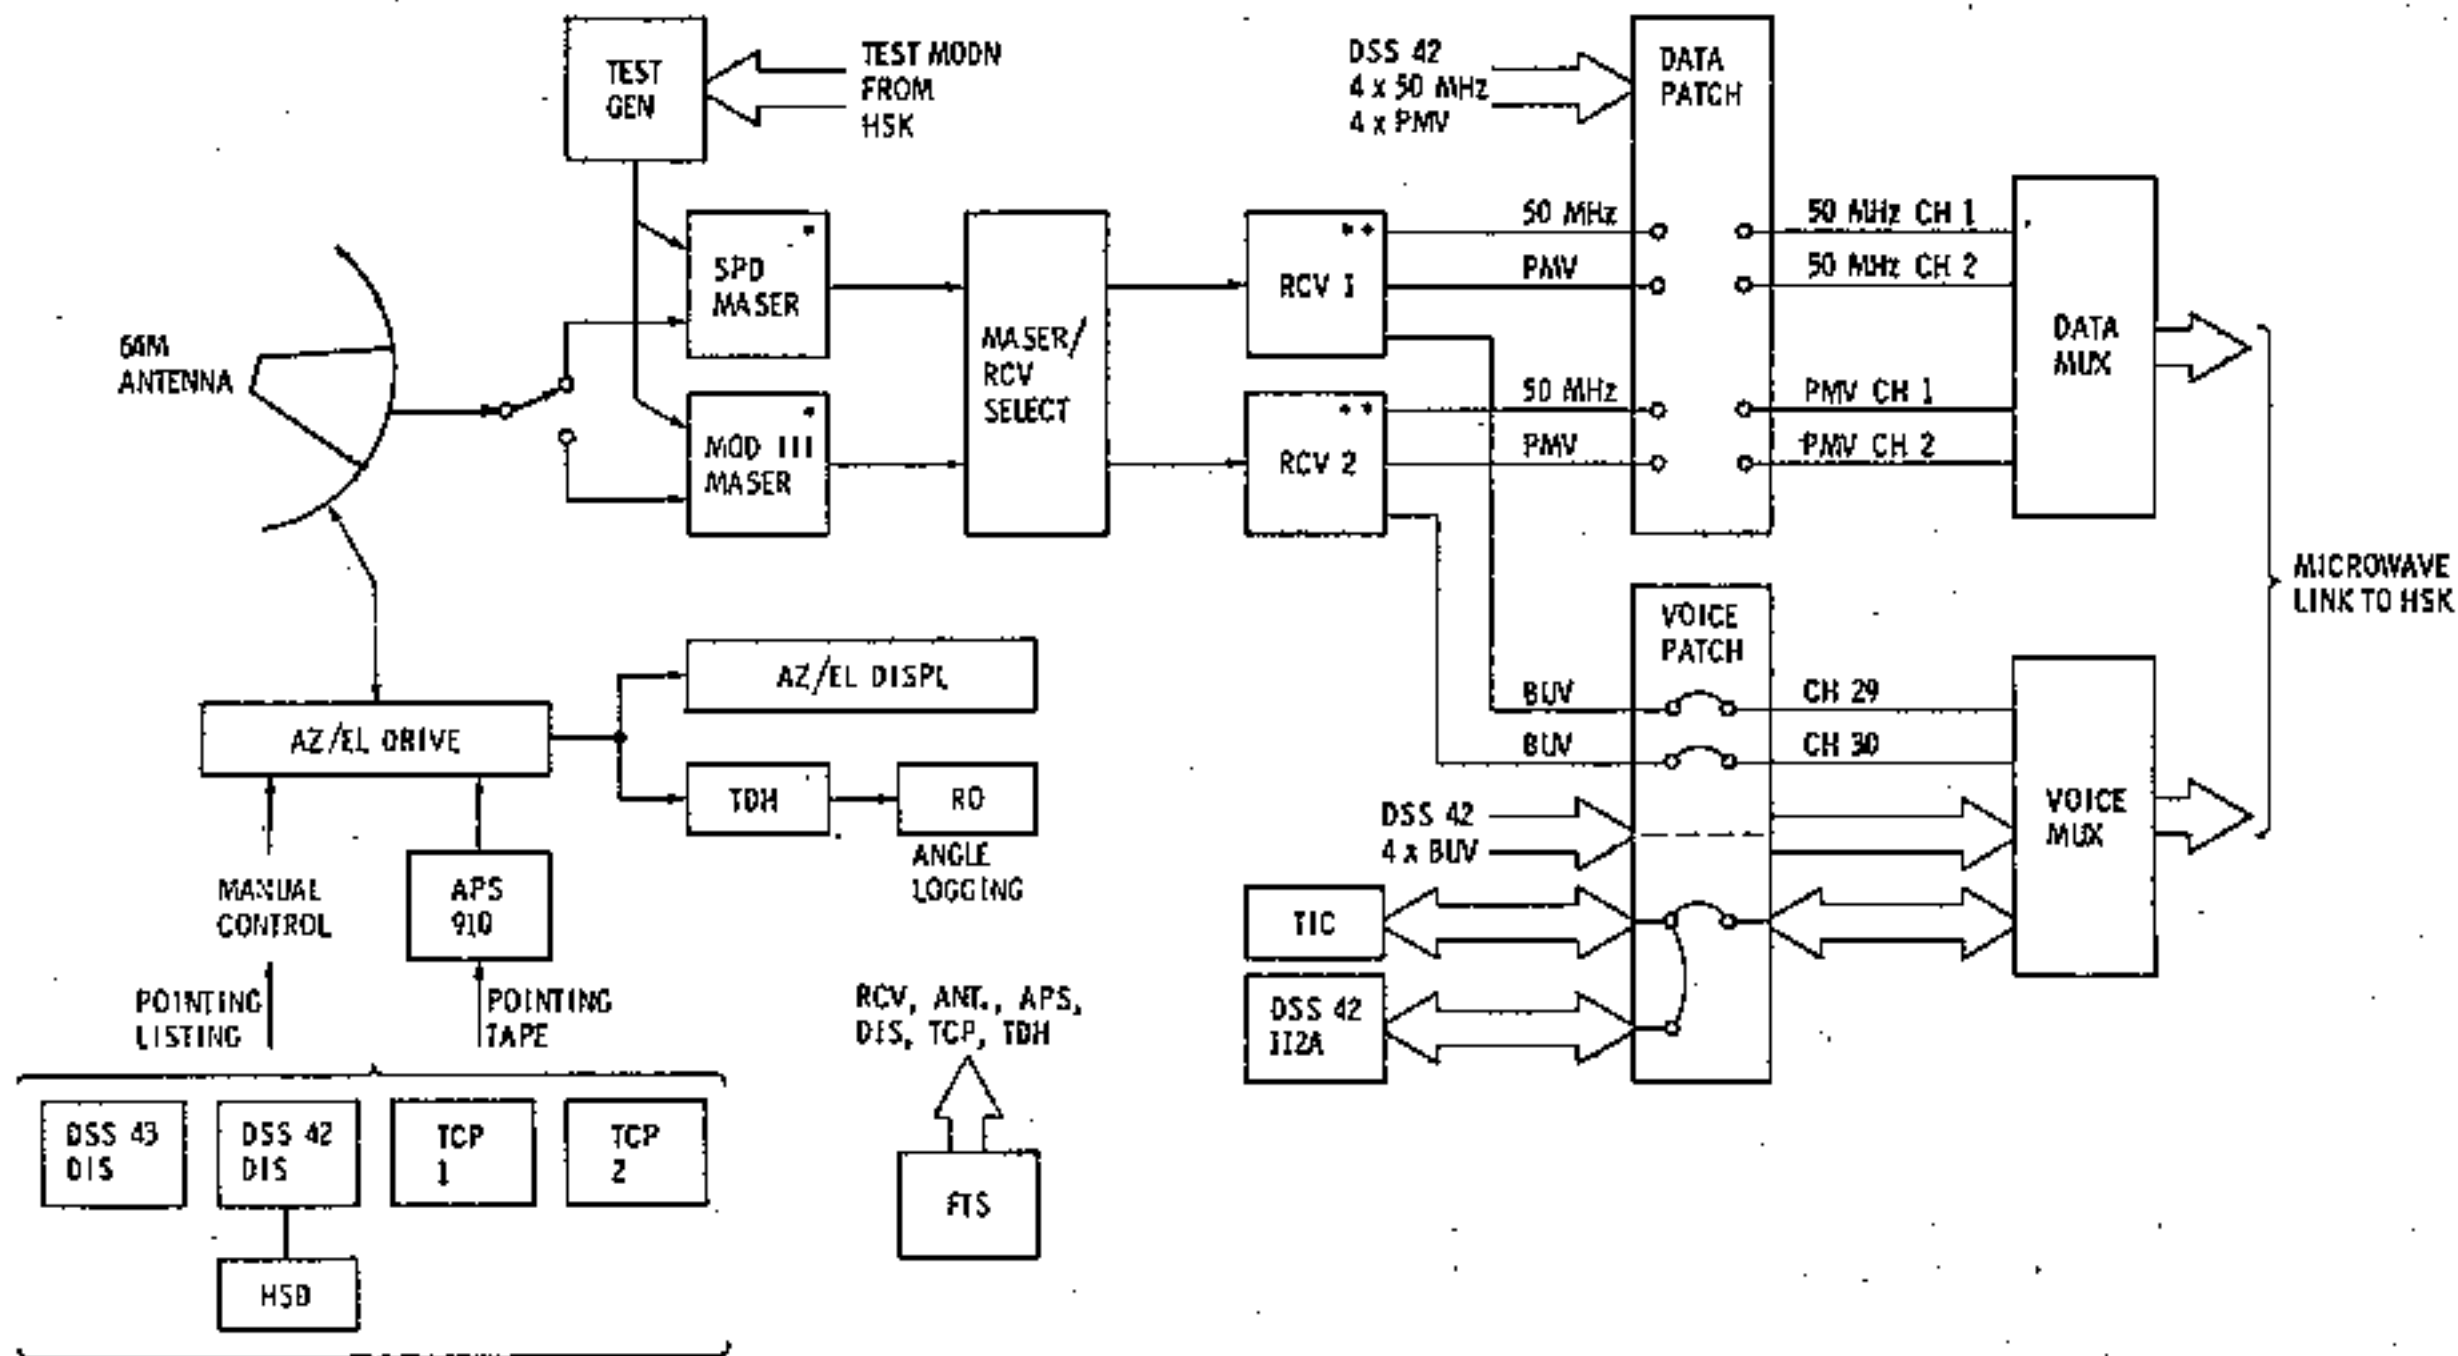 TEST
GEN
TEST MODN
FROM
HSK
DSS 42
4 x 50 MHz
4 x PMV
DATA
PATCH
64M
ANTENNA
SPD
MASER
*
MOD III
MASER
*
MASER/
RCV
SELECT
RCV 1
**
RCV 2
**
50 MHz
PMV
50 MHz
PMV
50 MHz CH 1
50 MHz CH 2
PMV CH 1
PMV CH 2
DATA
MUX
MICROWAVE
LINK TO HSK
VOICE
PATCH
BUV
BUV
CH 29
CH 30
DSS 42
4 x BUV
VOICE
MUX
TIC
DSS 42
II2A
AZ/EL DRIVE
AZ/EL DISPL
TDH
RO
ANGLE
LOGGING
MANUAL
CONTROL
APS
910
POINTING
LISTING
POINTING
TAPE
RCV, ANT., APS,
DIS, TCP, TDH
FTS
DSS 43
DIS
DSS 42
DIS
TCP
1
TCP
2
HSD